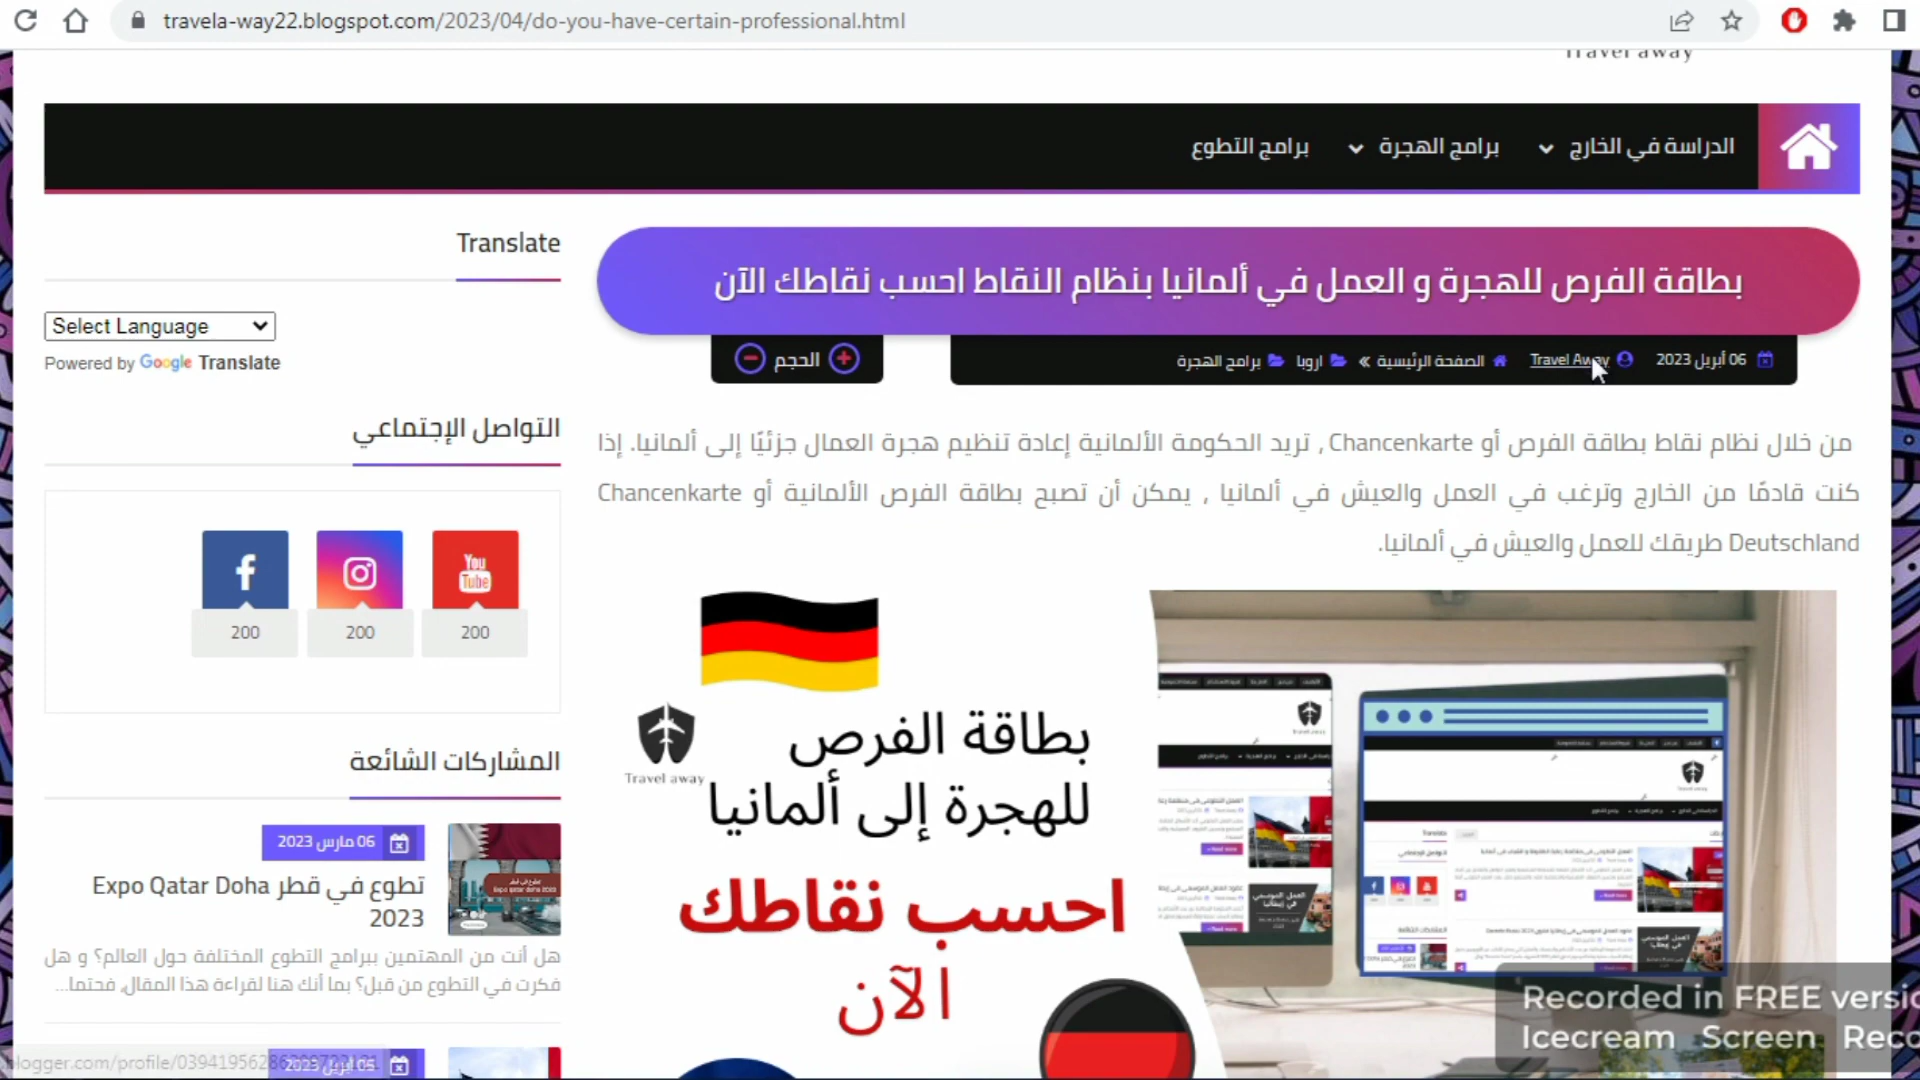 travela-way22.blogspot.com/2023/04/do-you-have-certain-professional.html
Travel away
الدراسة في الخارج
برامج الهجرة
برامج التطوع
بطاقة الفرص للهجرة و العمل في ألمانيا بنظام النقاط احسب نقاطك الآن
06 أبريل 2023
Travel Away
الصفحة الرئيسية »
اروبا
برامج الهجرة
الحجم
من خلال نظام نقاط بطاقة الفرص أو Chancenkarte ، تريد الحكومة الألمانية إعادة تنظيم هجرة العمال جزئيًا إلى ألمانيا. إذا
كنت قادمًا من الخارج وترغب في العمل والعيش في ألمانيا ، يمكن أن تصبح بطاقة الفرص الألمانية أو Chancenkarte
Deutschland طريقك للعمل والعيش في ألمانيا.
Travel away
بطاقة الفرص
للهجرة إلى ألمانيا
احسب نقاطك
الآن
Translate
Select Language
Powered by Google Translate
التواصل الإجتماعي
You
Tube
200
200
200
المشاركات الشائعة
06 مارس 2023
تطوع في قطر Expo Qatar Doha
2023
هل أنت من المهتمين ببرامج التطوع المختلفة حول العالم؟ و هل
فكرت في التطوع من قبل؟ بما أنك هنا لقراءة هذا المقال، فحتما...
06 أبريل 2023
Recorded in FREE
Icecream Screen